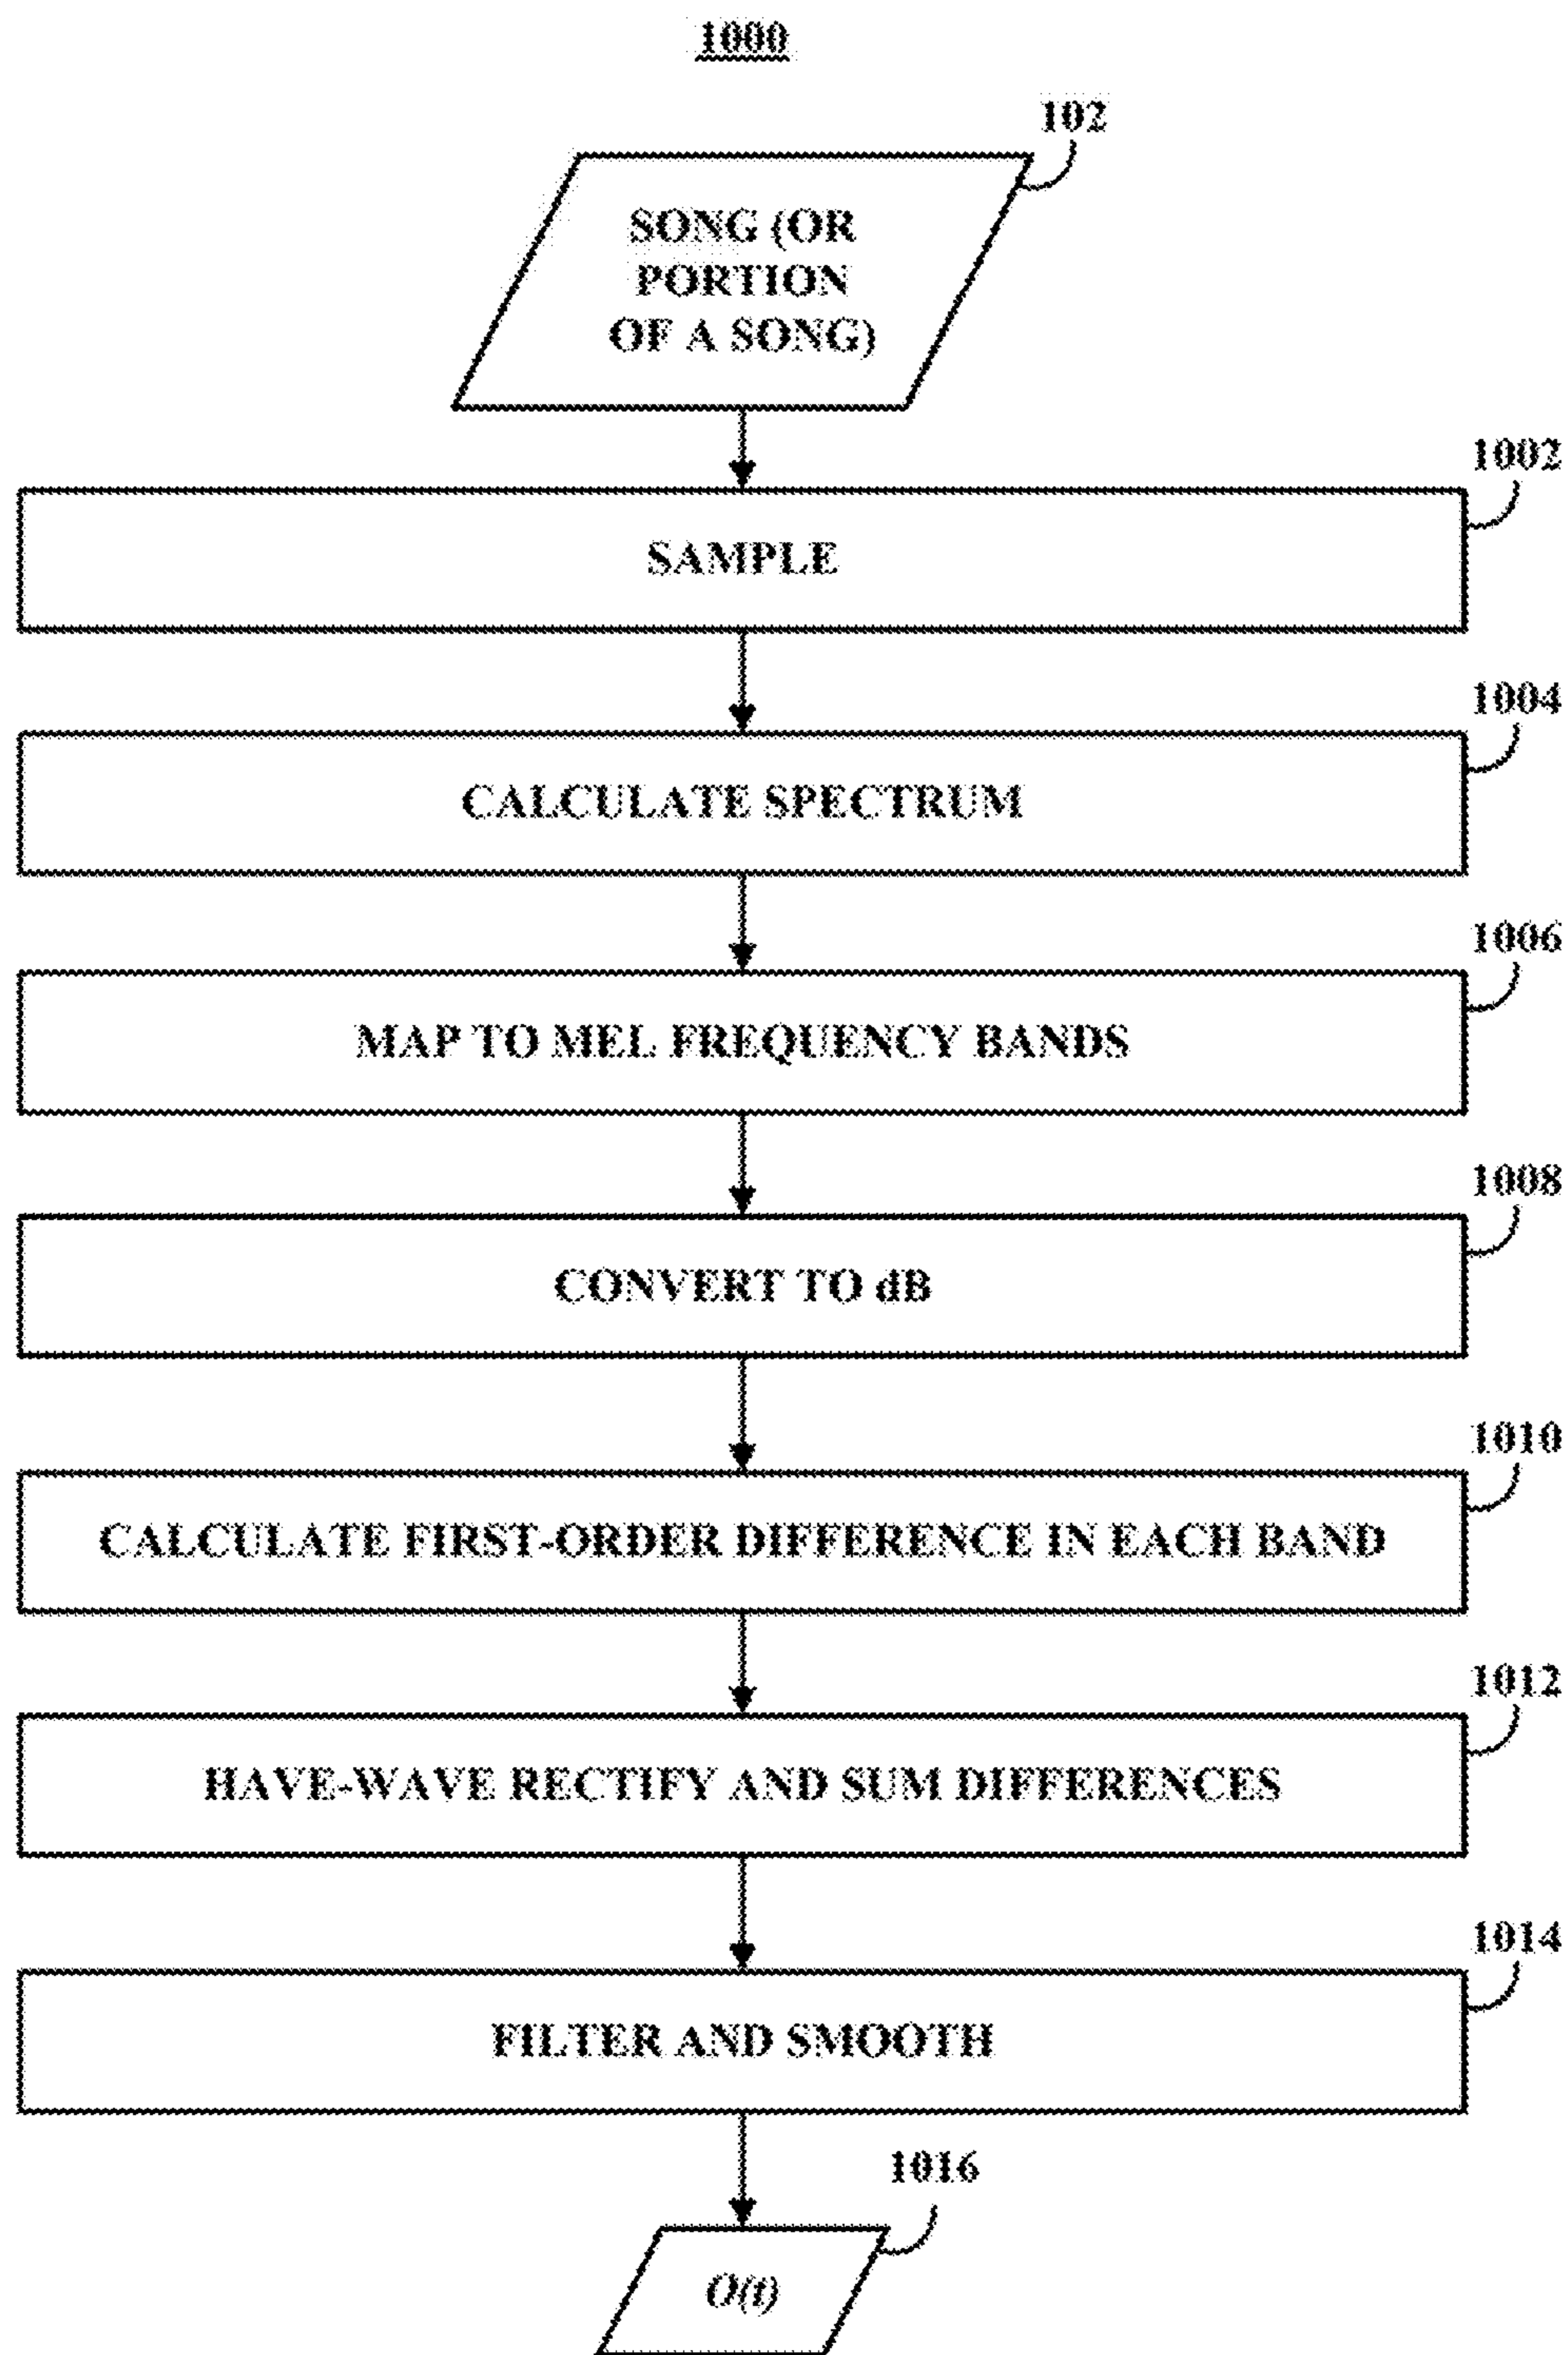 1000
102
SONG (OR
PORTION
OF A SONG)
1002
SAMPLE
1004
CALCULATE SPECTRUM
1006
MAP TO MEL FREQUENCY BANDS
1008
CONVERT TO dB
1010
CALCULATE FIRST-ORDER DIFFERENCE IN EACH BAND
1012
HAVE-WAVE RECTIFY AND SUM DIFFERENCES
1014
FILTER AND SMOOTH
1016
O(t)